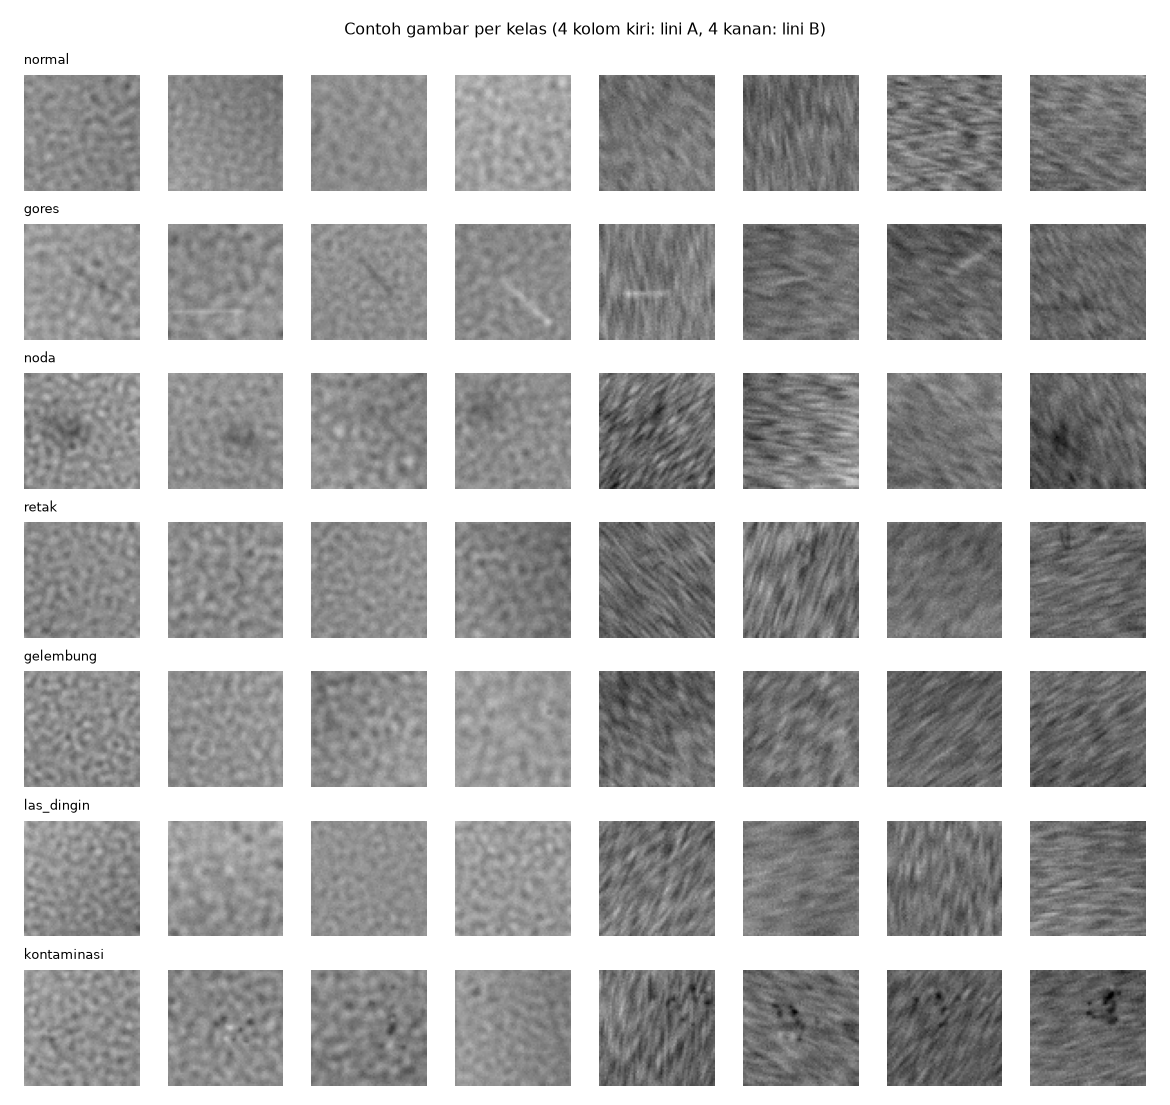 Contoh gambar per kelas (4 kolom kiri: lini A, 4 kanan: lini B)
normal
gores
noda
retak
gelembung
las_dingin
kontaminasi